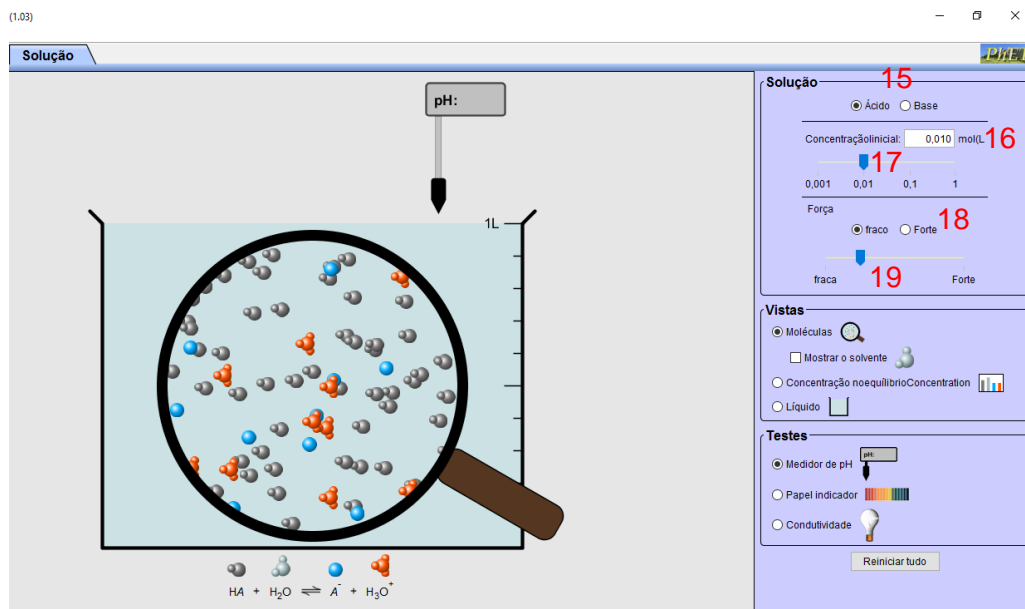 (1.03)
Solução
PhET
pH:
1L
HA + H₂O ⇌ A⁻ + H₃O⁺
Solução
15
Ácido Base
Concentraçãolnicial: 0,010 mol(L 16
17
0,001 0,01 0,1 1
Força
fraco Forte 18
19
fraca Forte
Vistas
Moléculas
Mostrar o solvente
Concentração noequílibrioConcentration
Líquido
Testes
Medidor de pH pH:
Papel indicador
Condutividade
Reiniciar tudo